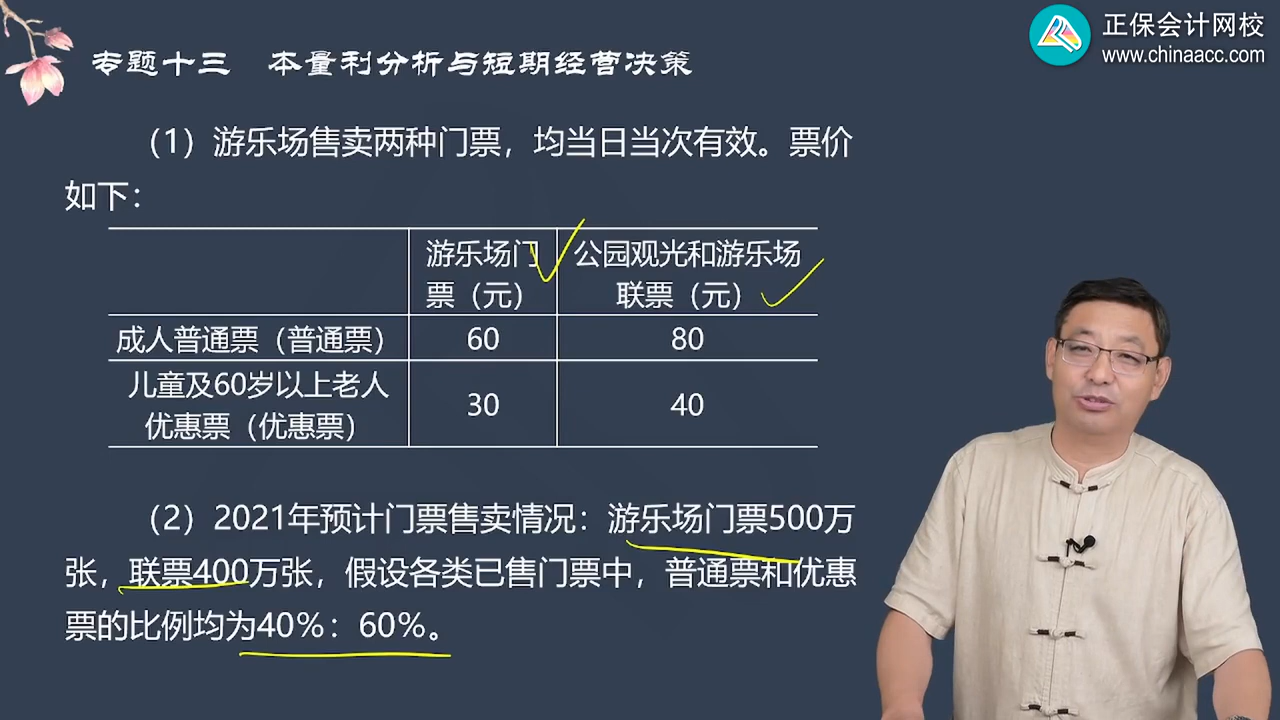 正保会计网校
www.chinaacc.com
专题十三 本量利分析与短期经营决策
（1）游乐场售卖两种门票，均当日当次有效。票价
如下：
游乐场门
票（元）
公园观光和游乐场
联票（元）
成人普通票（普通票） 60 80
儿童及60岁以上老人
优惠票（优惠票）
30 40
（2）2021年预计门票售卖情况：游乐场门票500万
张，联票400万张，假设各类已售门票中，普通票和优惠
票的比例均为40%：60%。